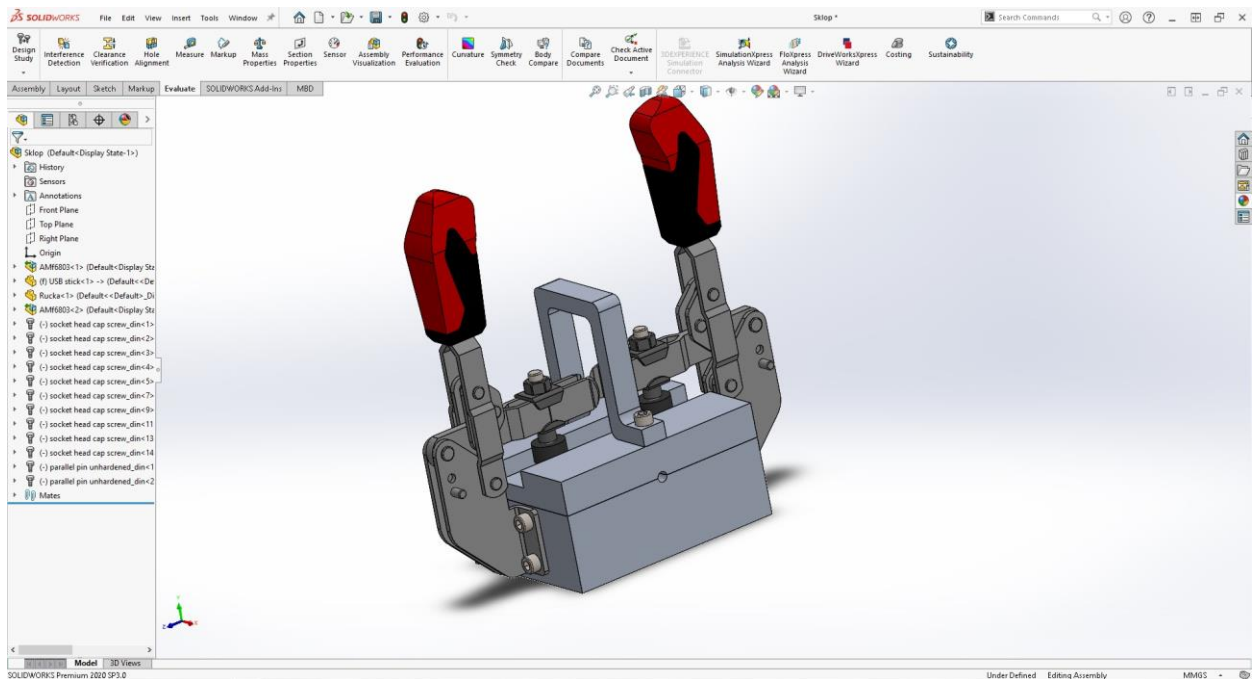 SOLIDWORKS File Edit View Insert Tools Window Sklop * Search Commands
Design Study Interference Detection Clearance Verification Hole Alignment Measure Markup Mass Properties Section Properties Sensor Assembly Visualization Performance Evaluation Curvature Symmetry Check Body Compare Compare Documents Check Active Document 3DEXPERIENCE Simulation Connector SimulationXpress Analysis Wizard FloXpress Analysis Wizard DriveWorksXpress Wizard Costing Sustainability
Assembly Layout Sketch Markup Evaluate SOLIDWORKS Add-Ins MBD
Sklop (Default<Display State-1>)
History
Sensors
Annotations
Front Plane
Top Plane
Right Plane
Origin
AMf6803<1> (Default<Display Sta
(f) USB stick<1> -> (Default<<De
Rucka<1> (Default<<Default>_Di
AMf6803<2> (Default<Display Sta
(-) socket head cap screw_din<1>
(-) socket head cap screw_din<2>
(-) socket head cap screw_din<3>
(-) socket head cap screw_din<4>
(-) socket head cap screw_din<5>
(-) socket head cap screw_din<7>
(-) socket head cap screw_din<9>
(-) socket head cap screw_din<11
(-) socket head cap screw_din<13
(-) socket head cap screw_din<14
(-) parallel pin unhardened_din<1
(-) parallel pin unhardened_din<2
Mates
Y
Z X
Model 3D Views
SOLIDWORKS Premium 2020 SP3.0 Under Defined Editing Assembly MMGS